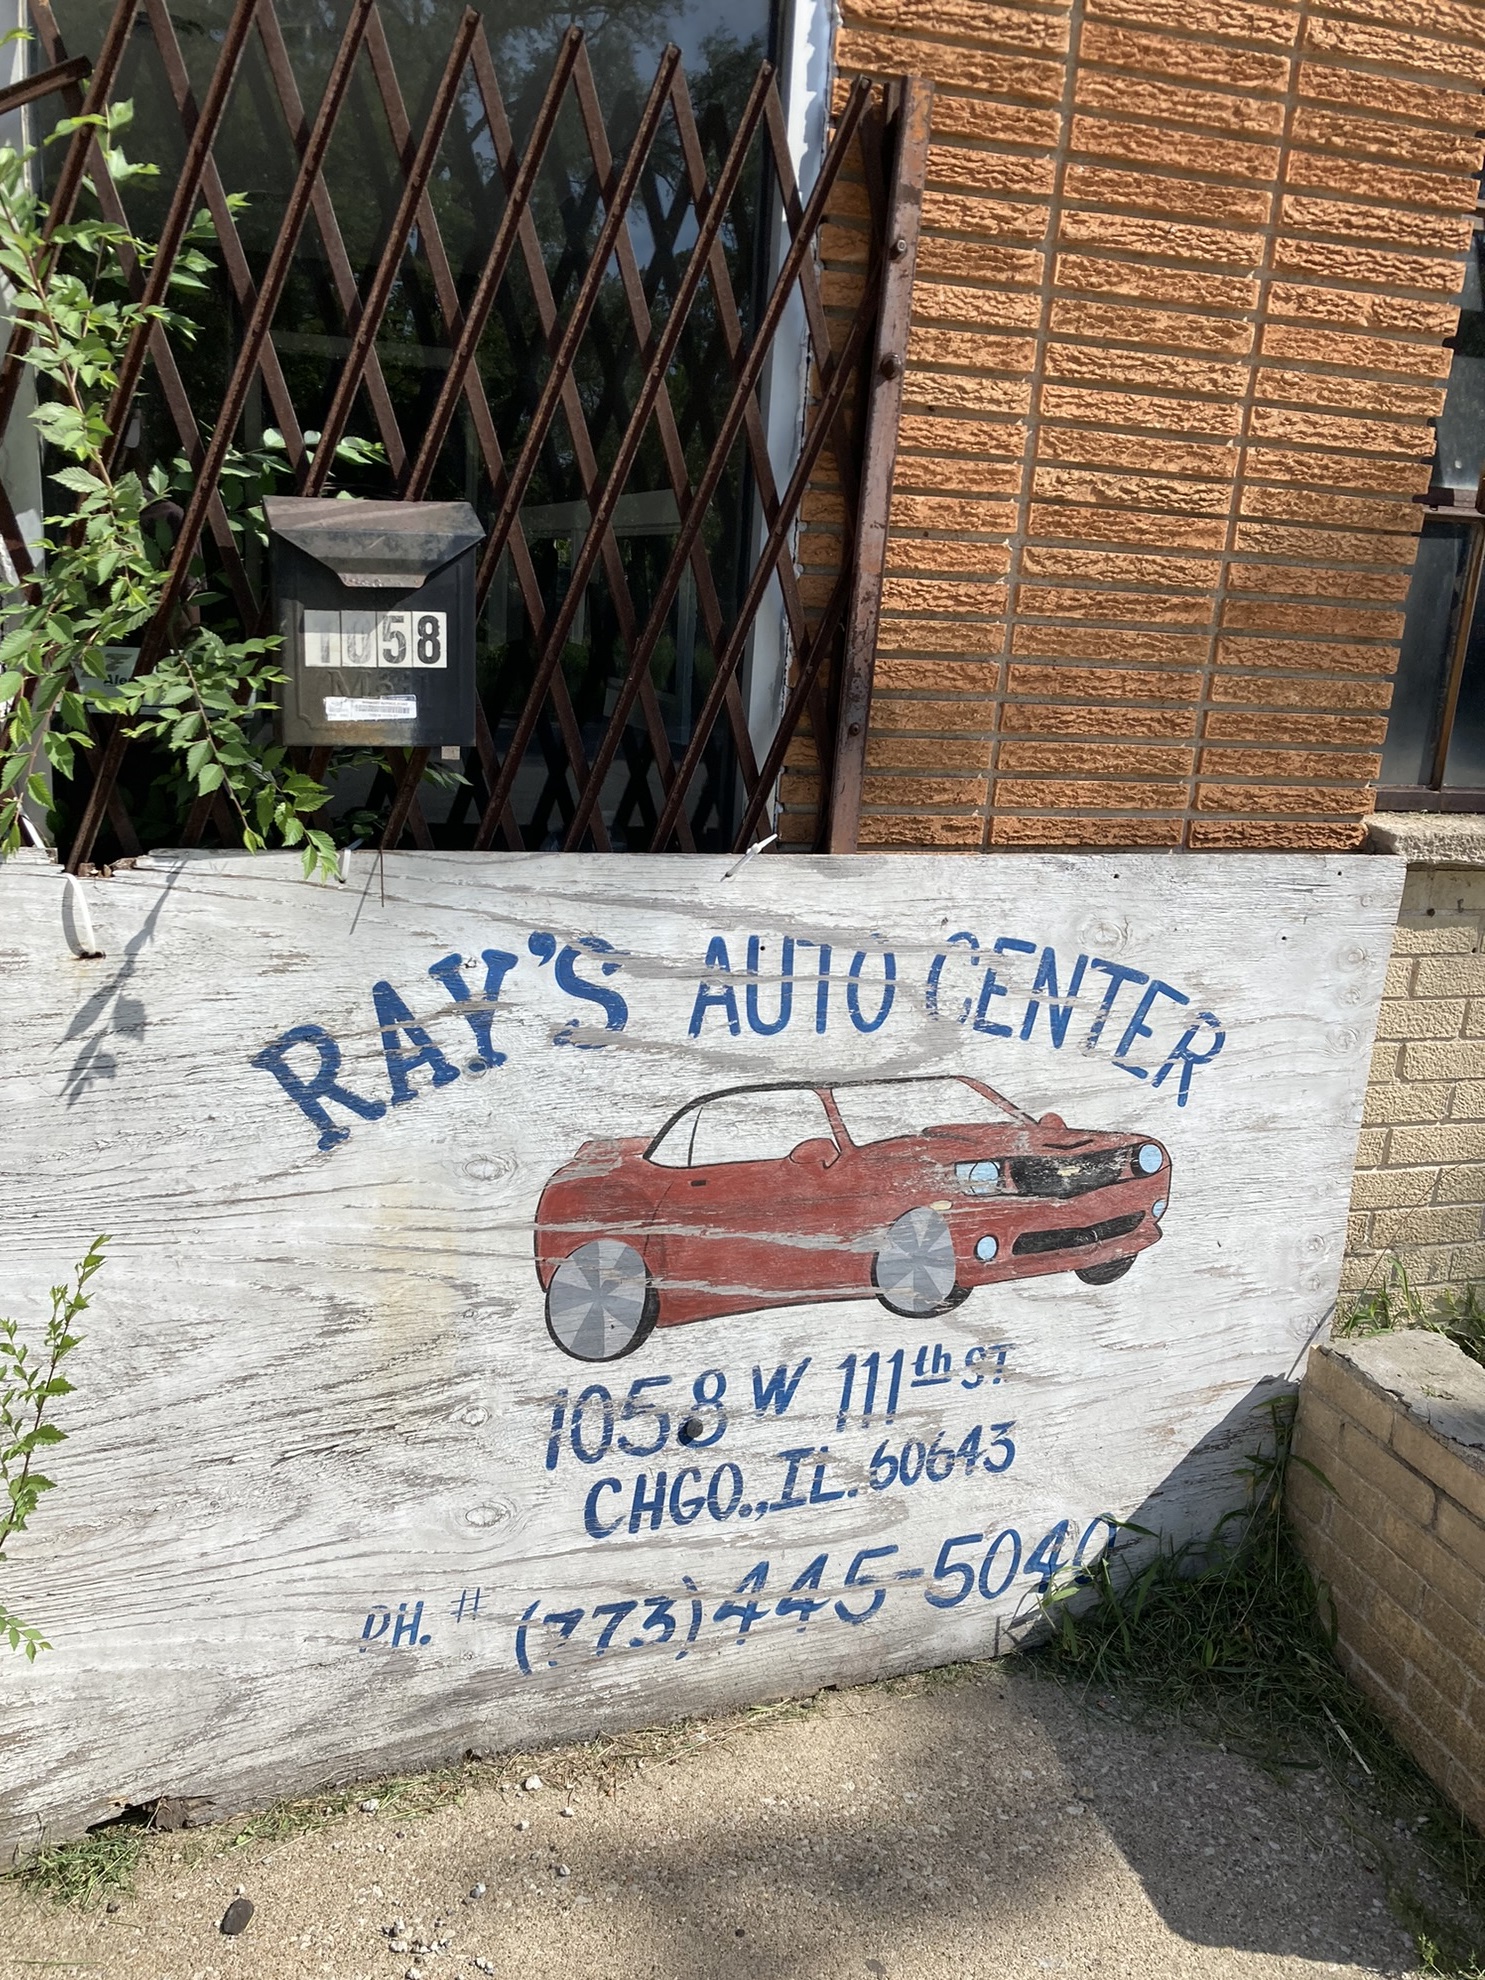 1058
RAY'S AUTO CENTER
1058 W 111th ST
CHGO., IL. 60643
PH. # (773) 445-5040